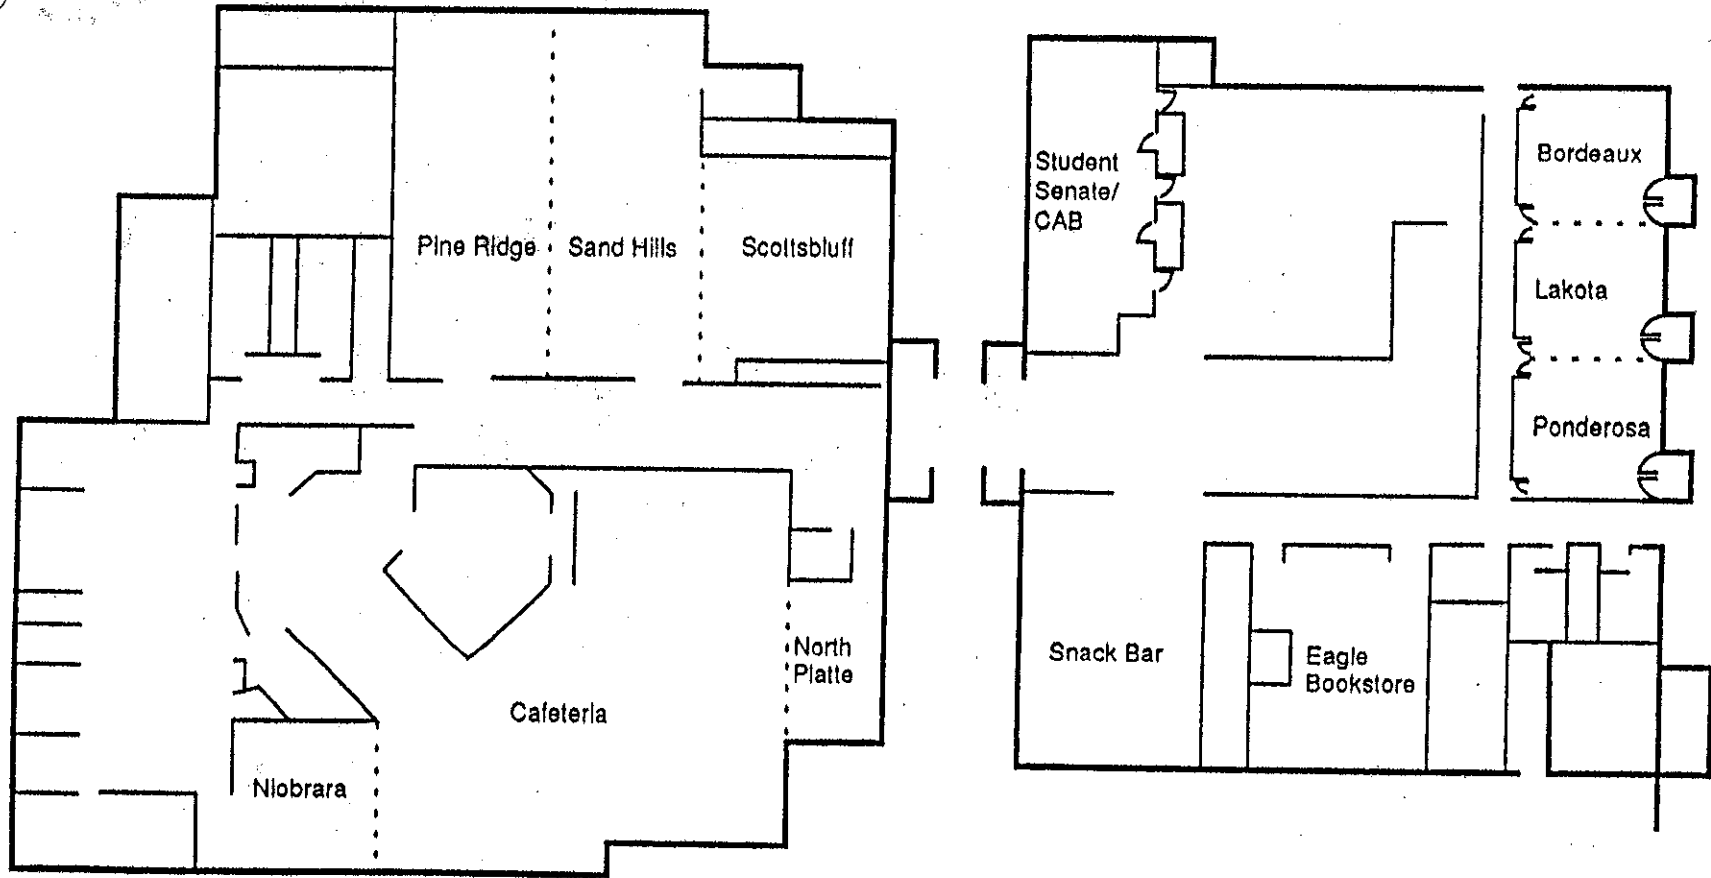 Pine Ridge
Sand Hills
Scottsbluff
Student
Senate/
CAB
Bordeaux
Lakota
Ponderosa
North
Platte
Cafeteria
Niobrara
Snack Bar
Eagle
Bookstore